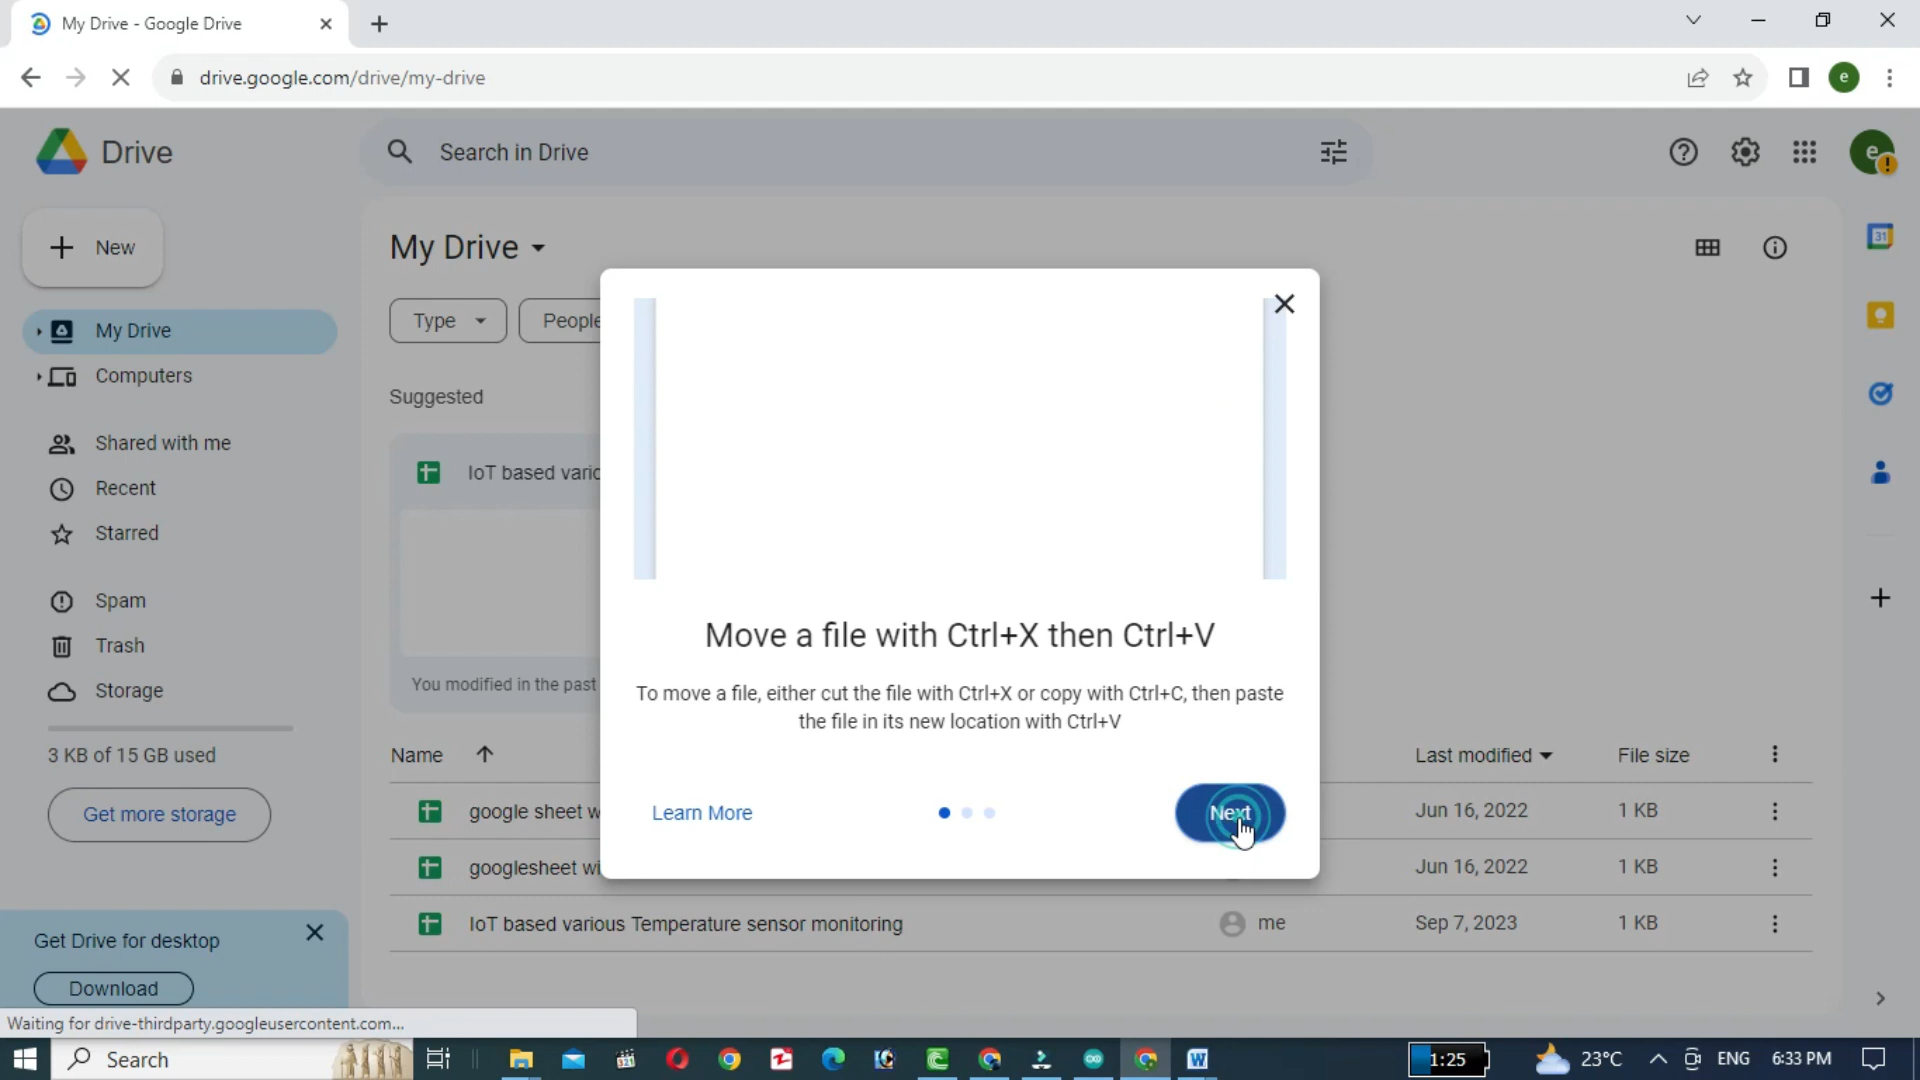 My Drive - Google Drive
drive.google.com/drive/my-drive
e
Drive
Search in Drive
e
!
New
My Drive
31
Type
People
My Drive
Computers
Suggested
Shared with me
IoT based vario
Recent
Starred
Move a file with Ctrl+X then Ctrl+V
Spam
Trash
You modified in the past
To move a file, either cut the file with Ctrl+X or copy with Ctrl+C, then paste
the file in its new location with Ctrl+V
Storage
3 KB of 15 GB used
Name
Last modified
File size
Get more storage
google sheet w
Learn More
Next
Jun 16, 2022
1 KB
googlesheet wi
Jun 16, 2022
1 KB
IoT based various Temperature sensor monitoring
me
Sep 7, 2023
1 KB
Get Drive for desktop
Download
Waiting for drive-thirdparty.googleusercontent.com...
Search
1:25
23°C
ENG
6:33 PM